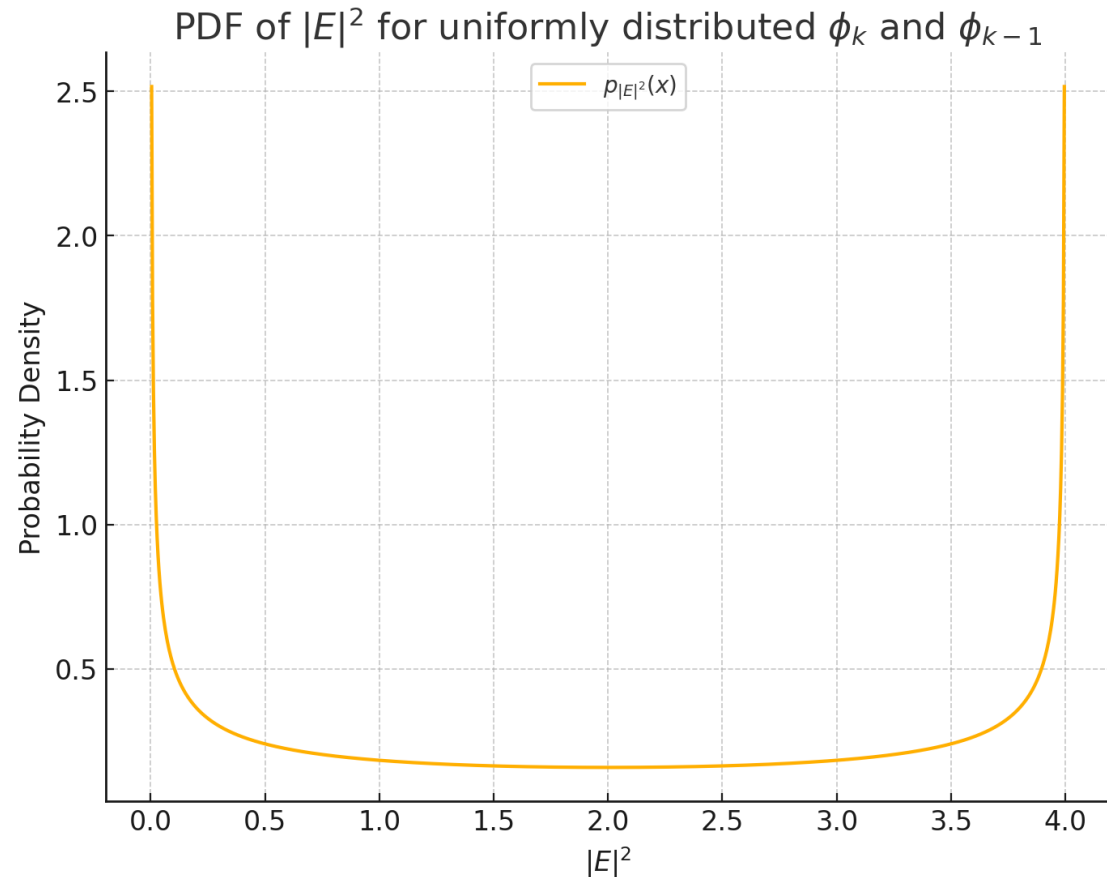 PDF of |E|² for uniformly distributed ϕₖ and ϕₖ₋₁
p_{|E|²}(x)
2.5
2.0
1.5
1.0
0.5
Probability Density
0.0 0.5 1.0 1.5 2.0 2.5 3.0 3.5 4.0
|E|²